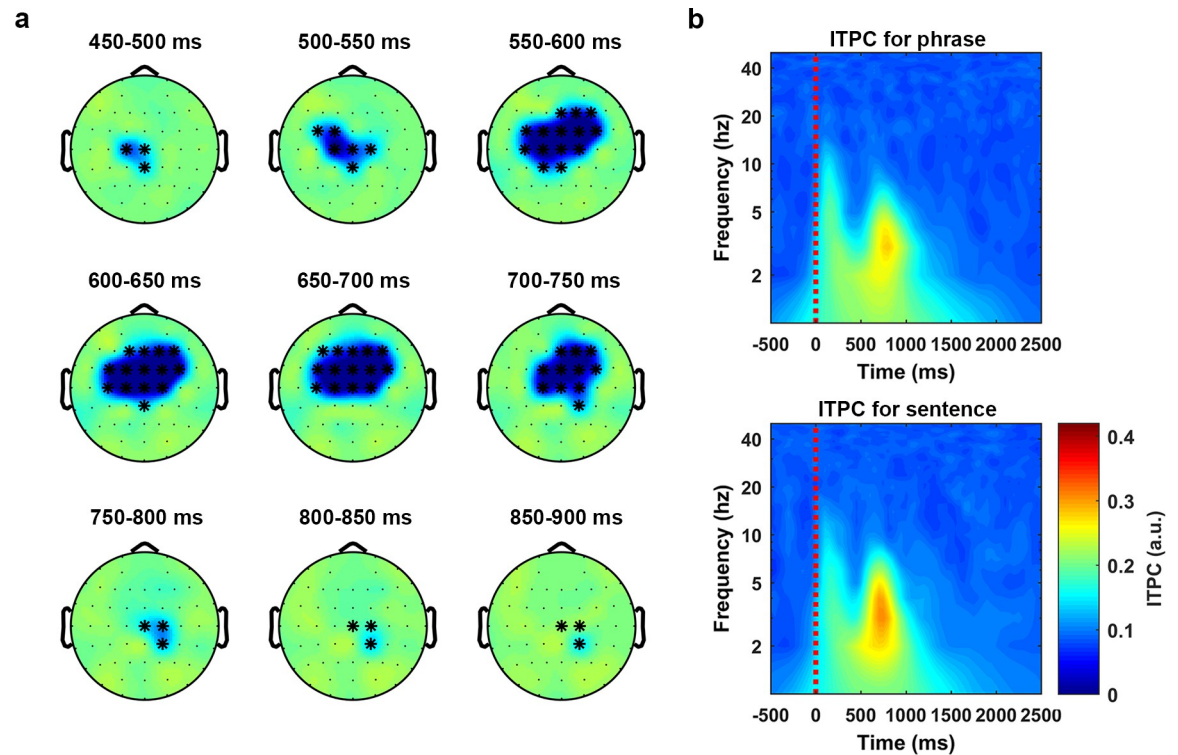 a
450-500 ms
500-550 ms
550-600 ms
600-650 ms
650-700 ms
700-750 ms
750-800 ms
800-850 ms
850-900 ms
b
ITPC for phrase
Frequency (hz)
40
20
10
5
2
-500 0 500 1000 1500 2000 2500
Time (ms)
ITPC for sentence
Frequency (hz)
40
20
10
5
2
-500 0 500 1000 1500 2000 2500
Time (ms)
0.4
0.3
0.2
0.1
0
ITPC (a.u.)